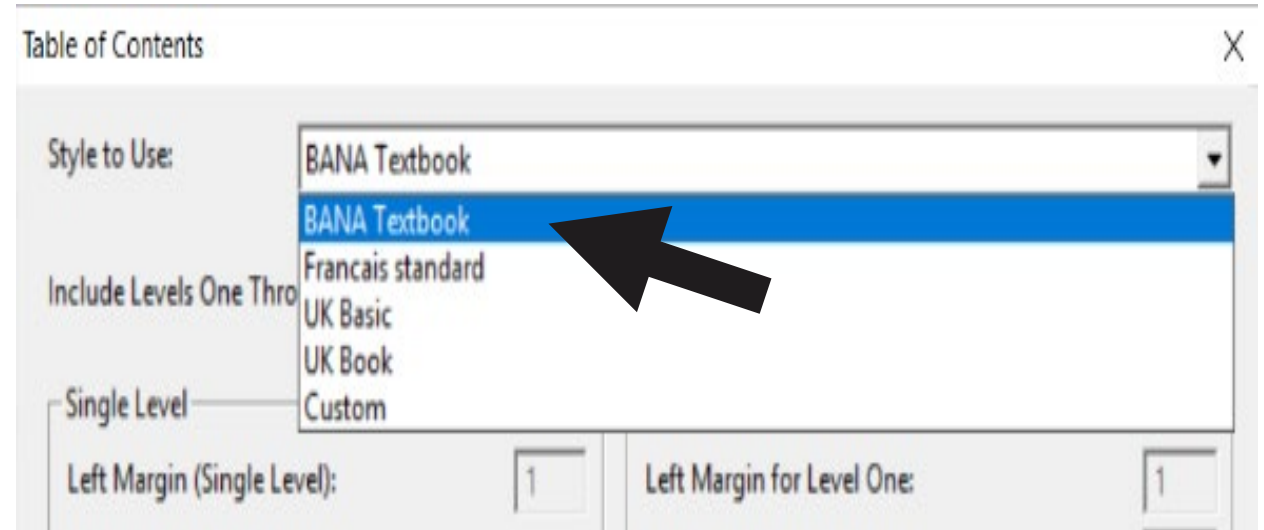 Table of Contents
Style to Use:
BANA Textbook
BANA Textbook
Francais standard
Include Levels One Thro
UK Basic
UK Book
Custom
Single Level
Left Margin (Single Level): 1
Left Margin for Level One: 1